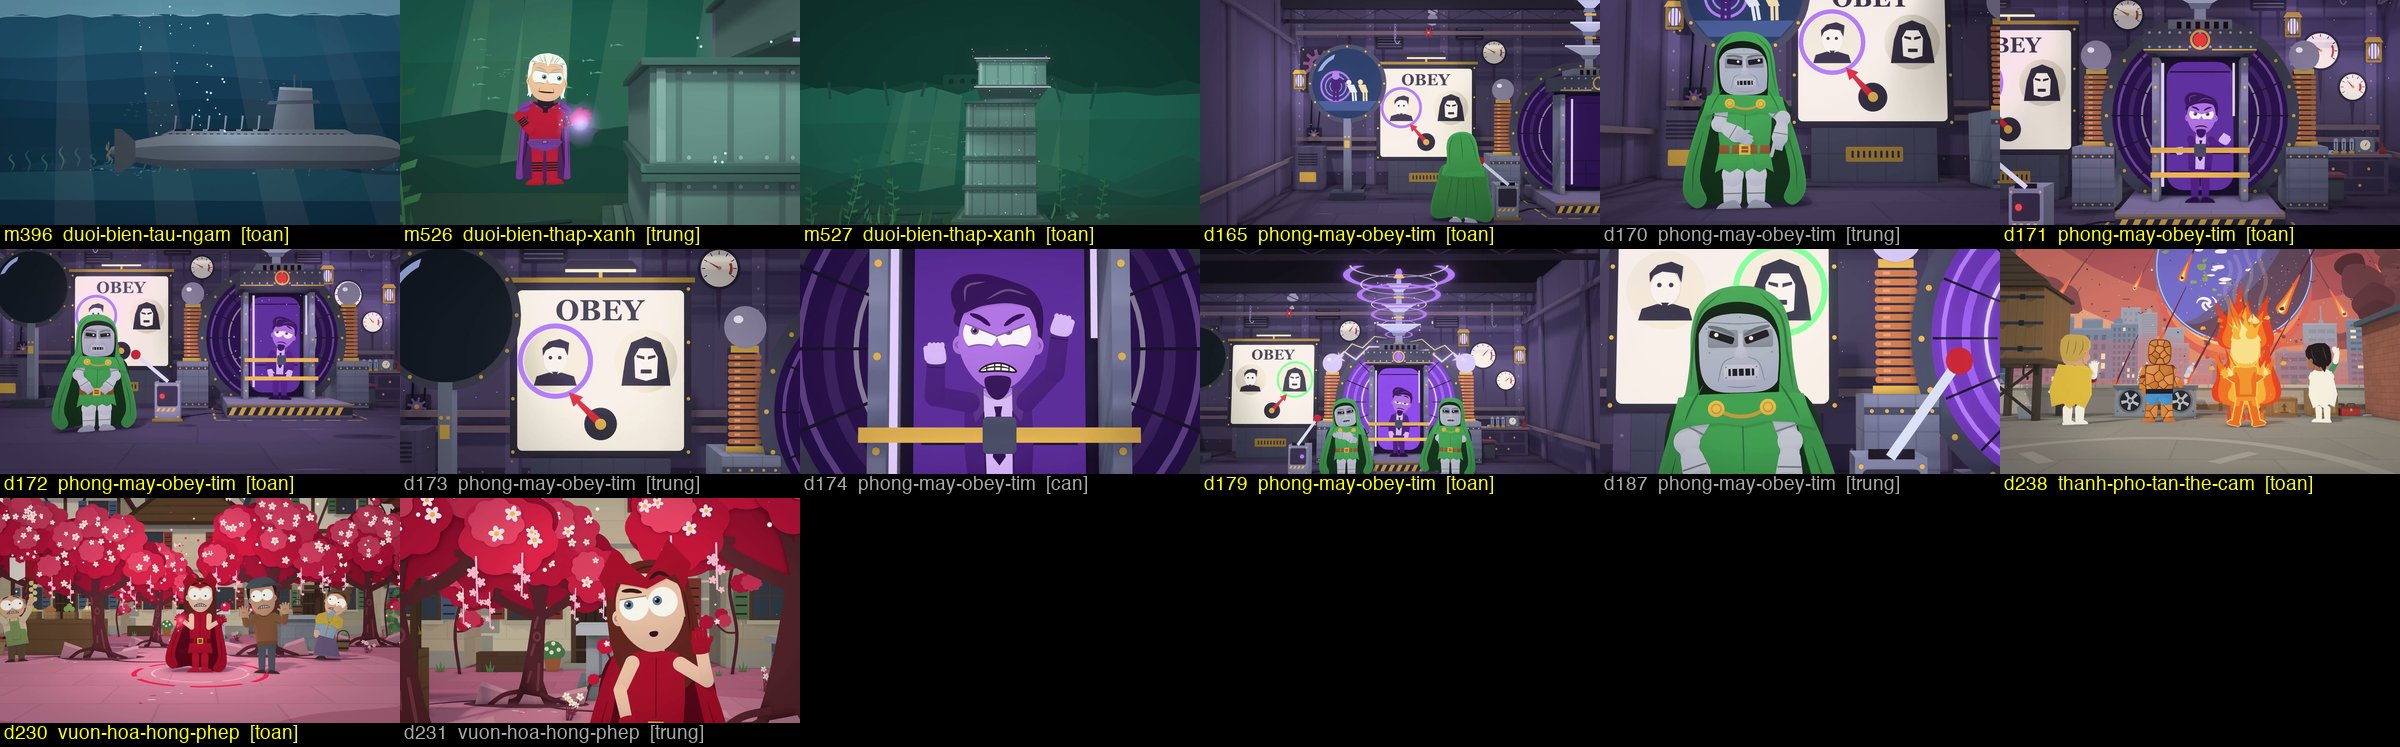 OBEY
OBEY
BEY
m396 duoi-bien-tau-ngam [toan]
m526 duoi-bien-thap-xanh [trung]
m527 duoi-bien-thap-xanh [toan]
d165 phong-may-obey-tim [toan]
d170 phong-may-obey-tim [trung]
d171 phong-may-obey-tim [toan]
OBEY
OBEY
OBEY
d172 phong-may-obey-tim [toan]
d173 phong-may-obey-tim [trung]
d174 phong-may-obey-tim [can]
d179 phong-may-obey-tim [toan]
d187 phong-may-obey-tim [trung]
d238 thanh-pho-tan-the-cam [toan]
d230 vuon-hoa-hong-phep [toan]
d231 vuon-hoa-hong-phep [trung]